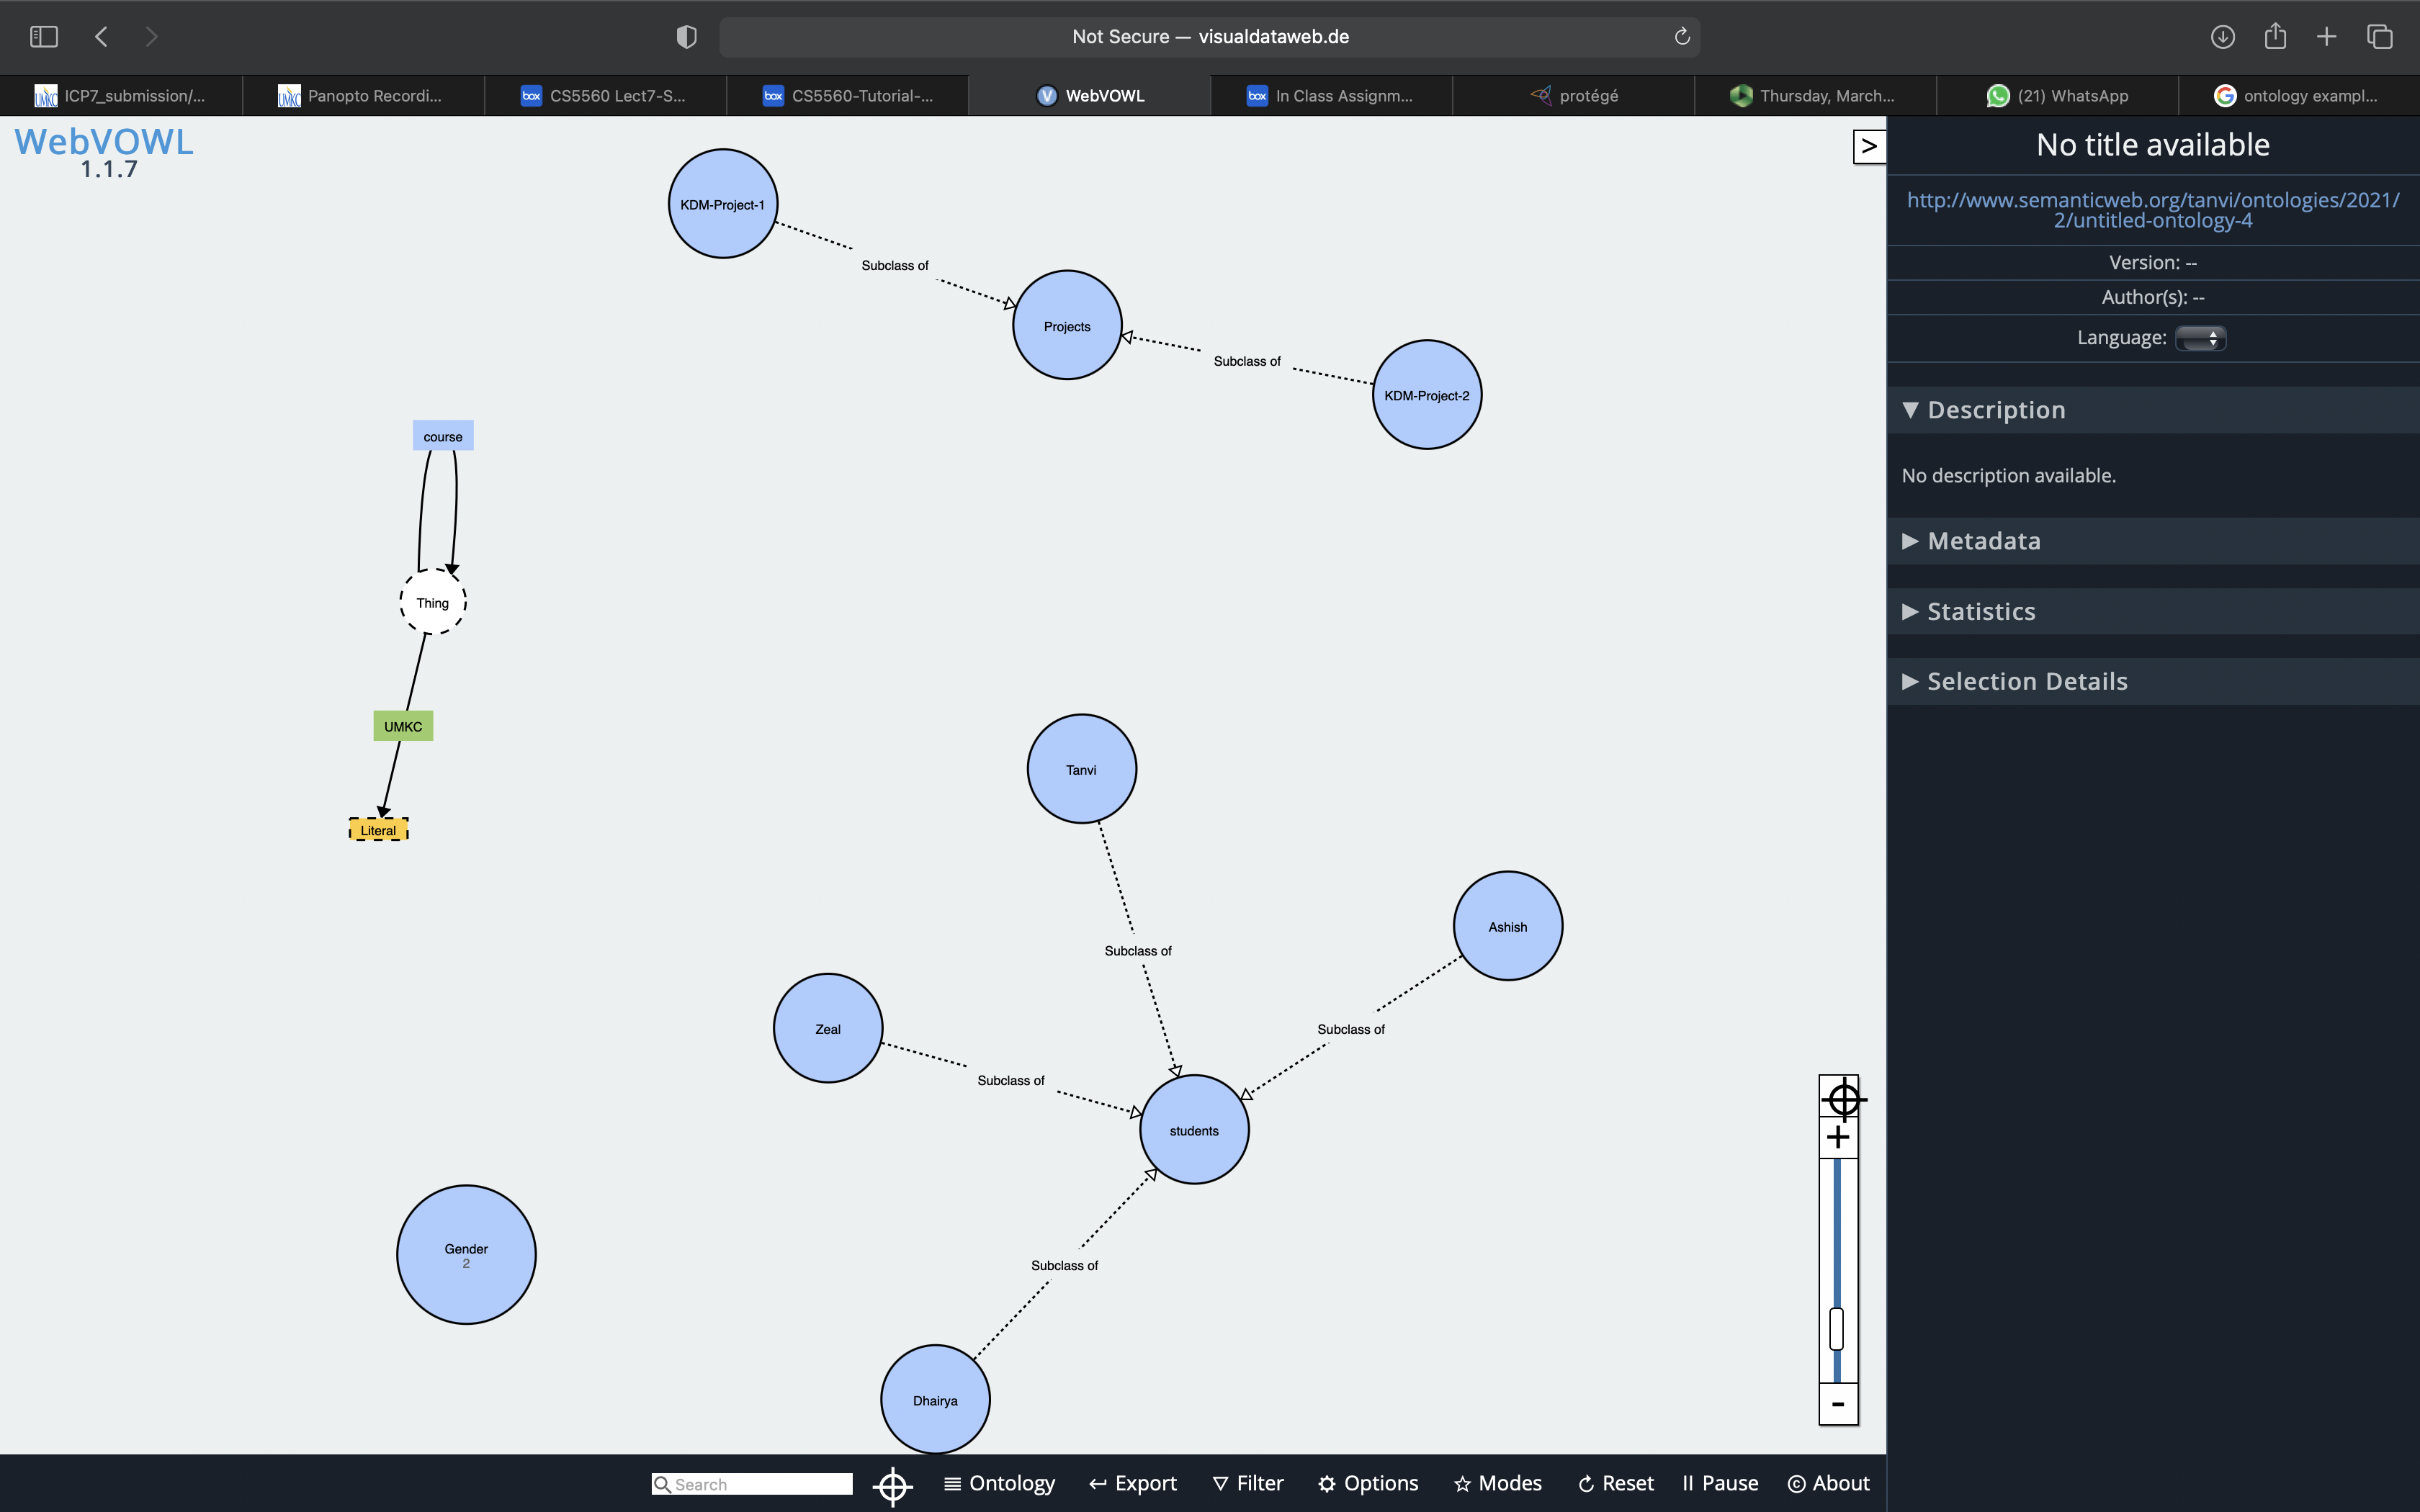 Not Secure — visualdataweb.de
ICP7_submission/...
Panopto Recordi...
CS5560 Lect7-S...
CS5560-Tutorial-...
WebVOWL
In Class Assignm...
protégé
Thursday, March...
(21) WhatsApp
ontology exampl...
WebVOWL
1.1.7
KDM-Project-1
Subclass of
Projects
Subclass of
KDM-Project-2
course
Thing
UMKC
Literal
Tanvi
Subclass of
Ashish
Subclass of
Zeal
Subclass of
students
Subclass of
Gender
2
Dhairya
>
+
-
No title available
http://www.semanticweb.org/tanvi/ontologies/2021/
2/untitled-ontology-4
Version: --
Author(s): --
Language:
Description
No description available.
Metadata
Statistics
Selection Details
Search
Ontology
Export
Filter
Options
Modes
Reset
Pause
© About